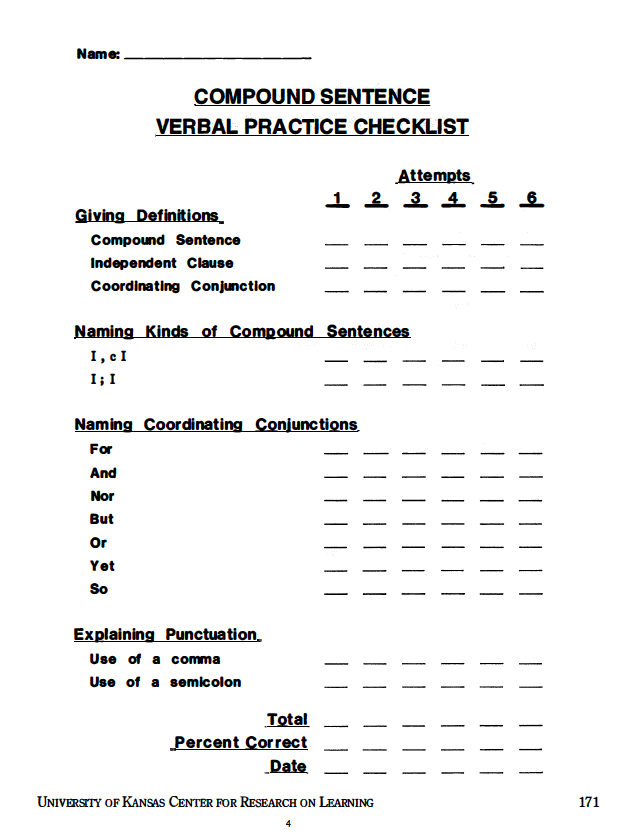 Name:
COMPOUND SENTENCE
VERBAL PRACTICE CHECKLIST
Attempts
1 2 3 4 5 6
Giving Definitions
Compound Sentence
Independent Clause
Coordinating Conjunction
Naming Kinds of Compound Sentences
I , c I
I ; I
Naming Coordinating Conjunctions
For
And
Nor
But
Or
Yet
So
Explaining Punctuation
Use of a comma
Use of a semicolon
Total
Percent Correct
Date
UNIVERSITY OF KANSAS CENTER FOR RESEARCH ON LEARNING 171
4